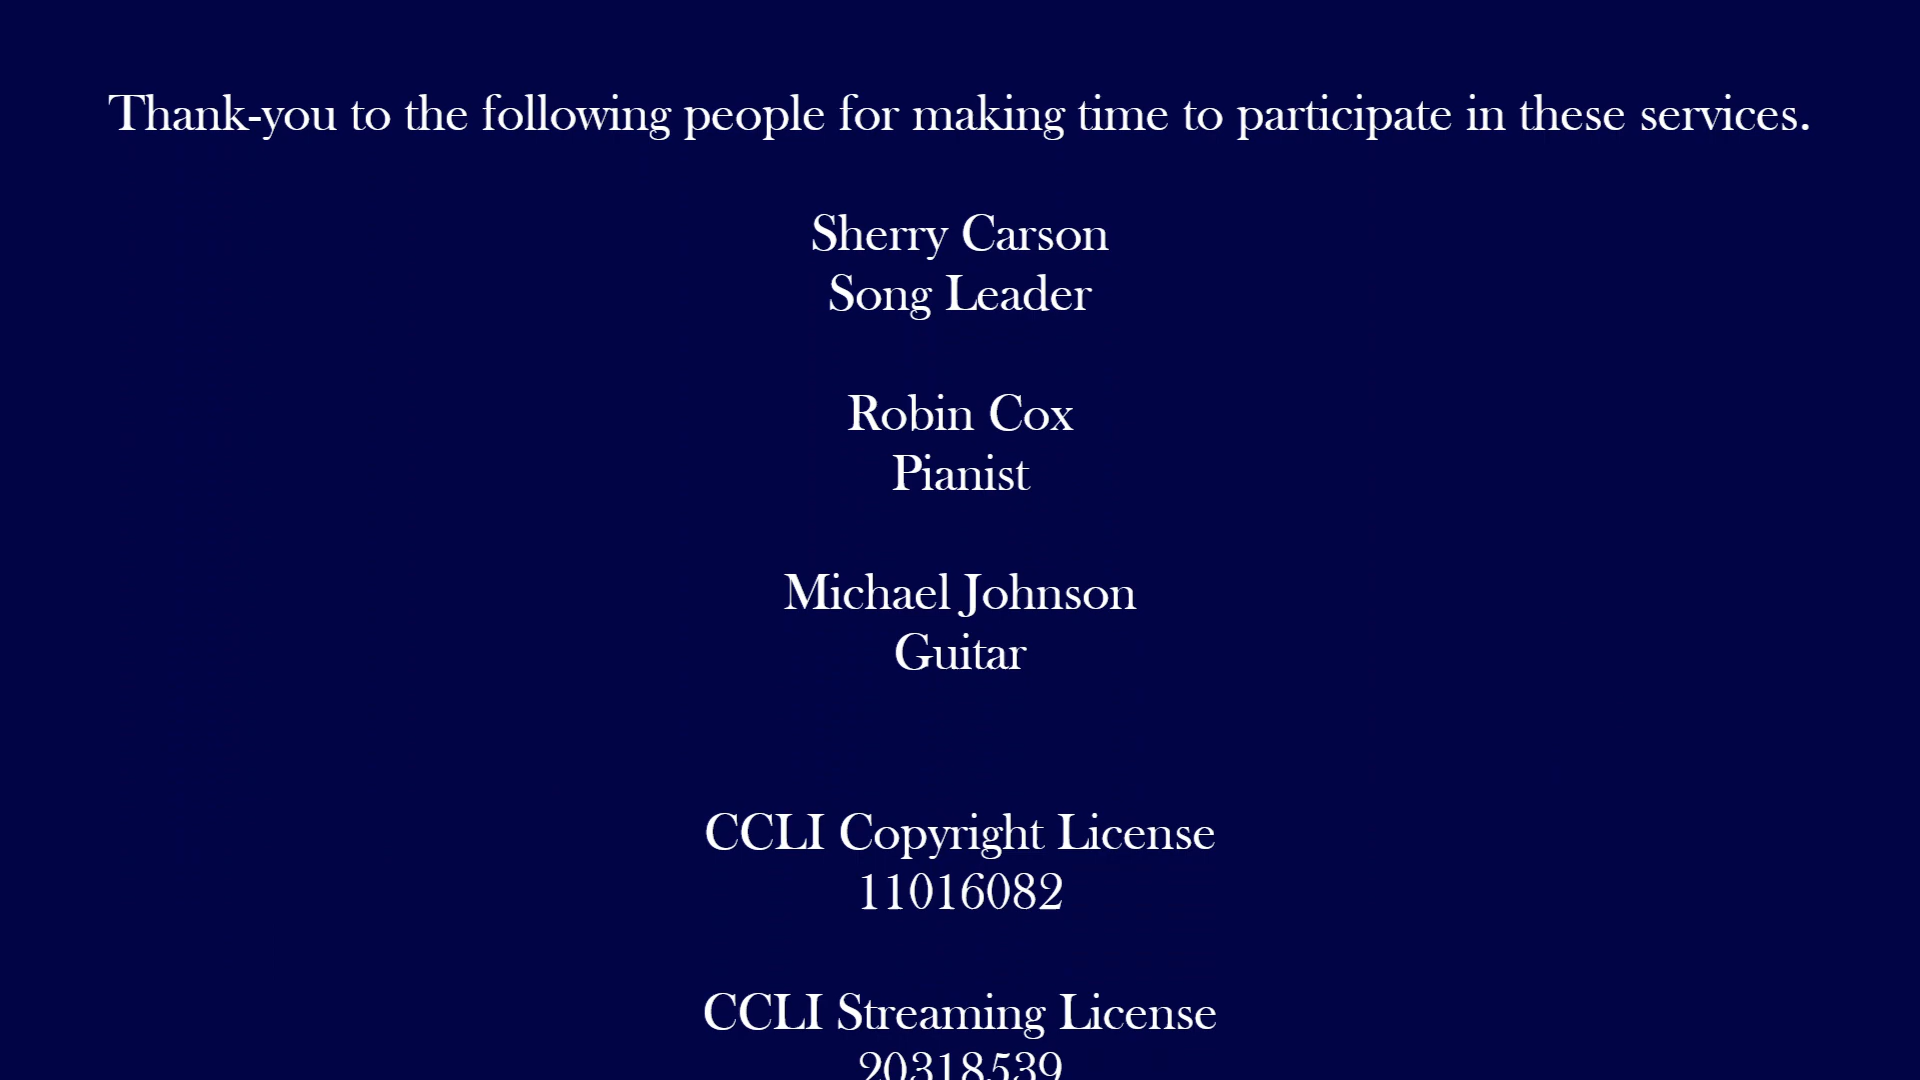 Thank-you to the following people for making time to participate in these services.
Sherry Carson
Song Leader
Robin Cox
Pianist
Michael Johnson
Guitar
CCLI Copyright License
11016082
CCLI Streaming License
20318539